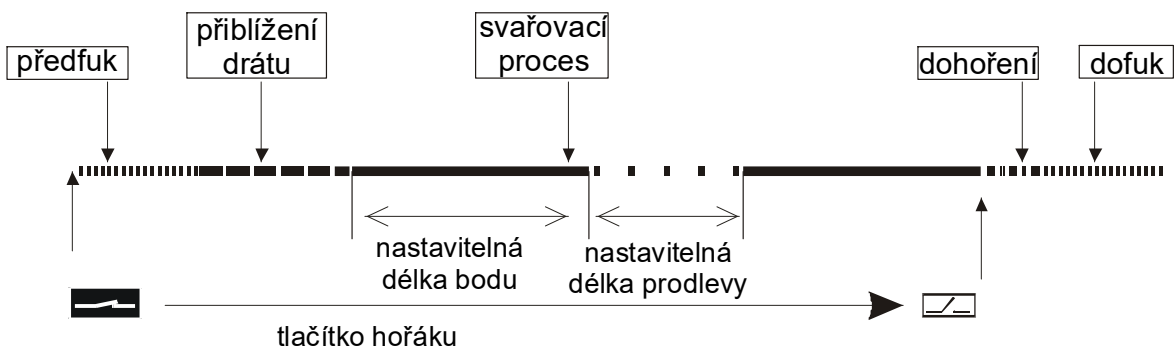 předfuk
přiblížení
drátu
svařovací
proces
dohoření
dofuk
nastavitelná
délka bodu
nastavitelná
délka prodlevy
tlačítko hořáku